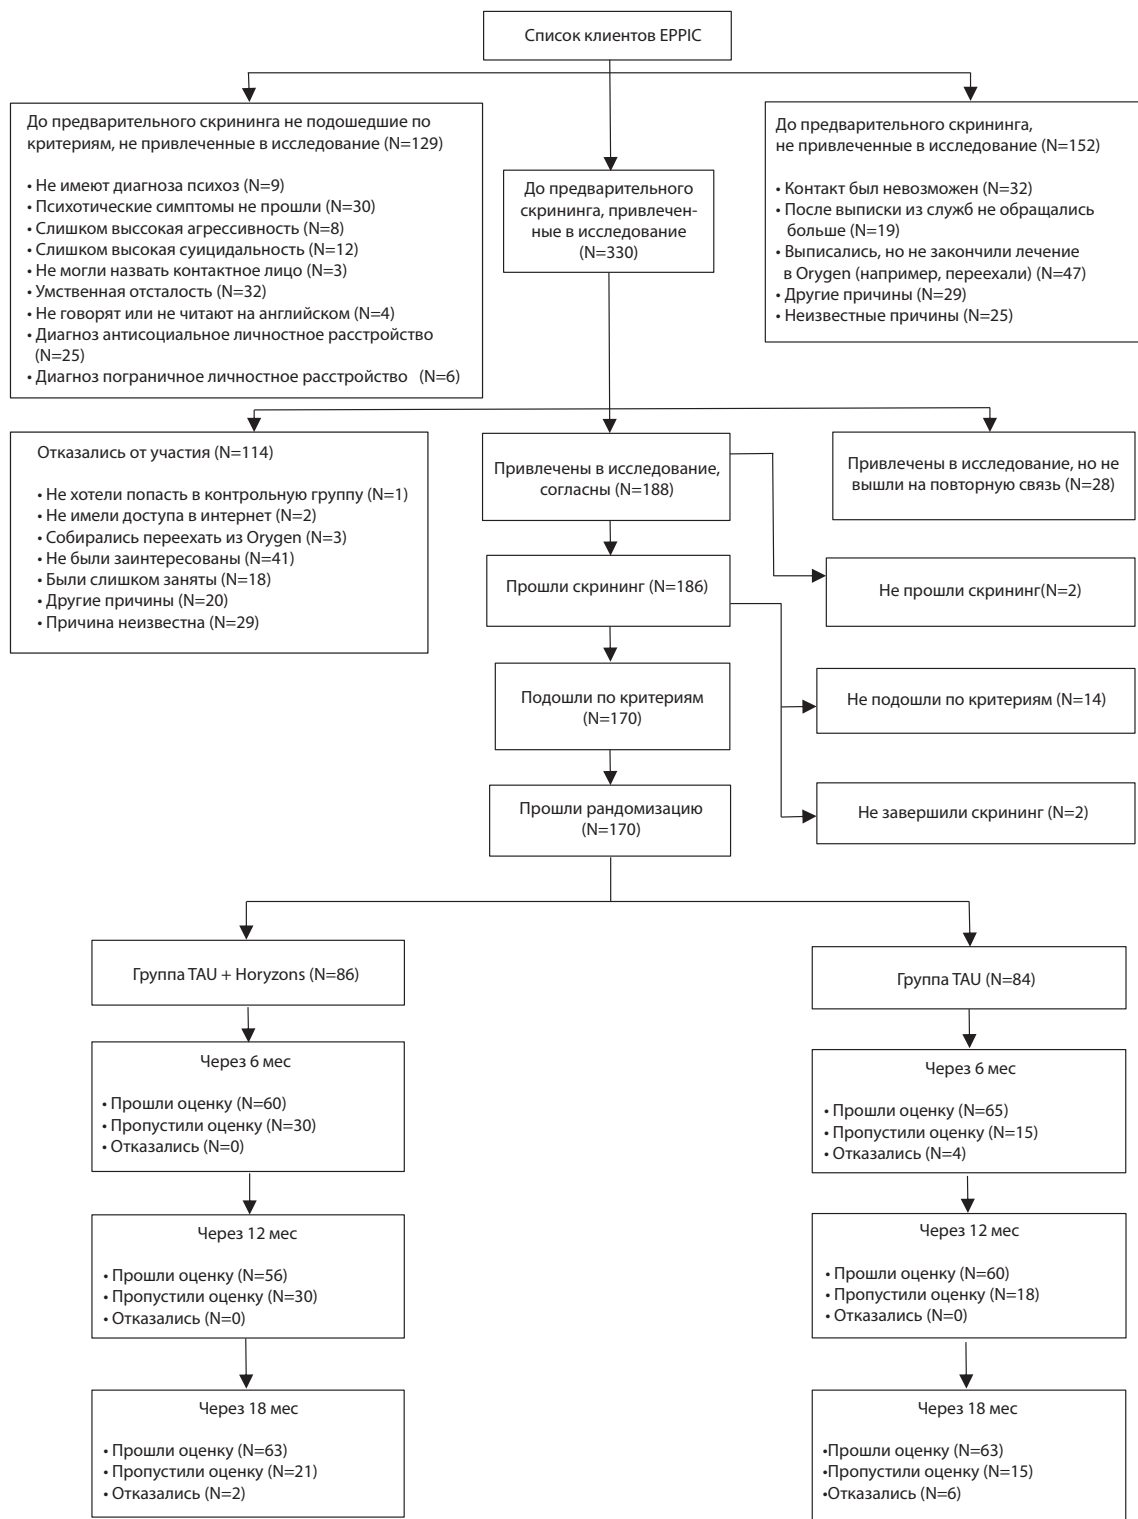 Список клиентов EPPIC
До предварительного скрининга не подошедшие по
критериям, не привлеченные в исследование (N=129)
• Не имеют диагноза психоз (N=9)
• Психотические симптомы не прошли (N=30)
• Слишком выссокая агрессивность (N=8)
• Слишком высокая суицидальность (N=12)
• Не могли назвать контактное лицо (N=3)
• Умственная отсталость (N=32)
• Не говорят или не читают на английском (N=4)
• Диагноз антисоциальное личностное расстройство
(N=25)
• Диагноз пограничное личностное расстройство (N=6)
До предварительного
скрининга, привлечен-
ные в исследование
(N=330)
До предварительного скрининга,
не привлеченные в исследование (N=152)
• Контакт был невозможен (N=32)
• После выписки из служб не обращались
больше (N=19)
• Выписались, но не закончили лечение
в Orygen (например, переехали) (N=47)
• Другие причины (N=29)
• Неизвестные причины (N=25)
Отказались от участия (N=114)
• Не хотели попасть в контрольную группу (N=1)
• Не имели доступа в интернет (N=2)
• Собирались переехать из Orygen (N=3)
• Не были заинтересованы (N=41)
• Были слишком заняты (N=18)
• Другие причины (N=20)
• Причина неизвестна (N=29)
Привлечены в исследование,
согласны (N=188)
Привлечены в исследование, но не
вышли на повторную связь (N=28)
Прошли скрининг (N=186)
Не прошли скрининг(N=2)
Подошли по критериям
(N=170)
Не подошли по критериям (N=14)
Прошли рандомизацию
(N=170)
Не завершили скрининг (N=2)
Группа TAU + Horyzons (N=86)
Группа TAU (N=84)
Через 6 мес
• Прошли оценку (N=60)
• Пропустили оценку (N=30)
• Отказались (N=0)
Через 6 мес
• Прошли оценку (N=65)
• Пропустили оценку (N=15)
• Отказались (N=4)
Через 12 мес
• Прошли оценку (N=56)
• Пропустили оценку (N=30)
• Отказались (N=0)
Через 12 мес
• Прошли оценку (N=60)
• Пропустили оценку (N=18)
• Отказались (N=0)
Через 18 мес
• Прошли оценку (N=63)
• Пропустили оценку (N=21)
• Отказались (N=2)
Через 18 мес
•Прошли оценку (N=63)
•Пропустили оценку (N=15)
•Отказались (N=6)